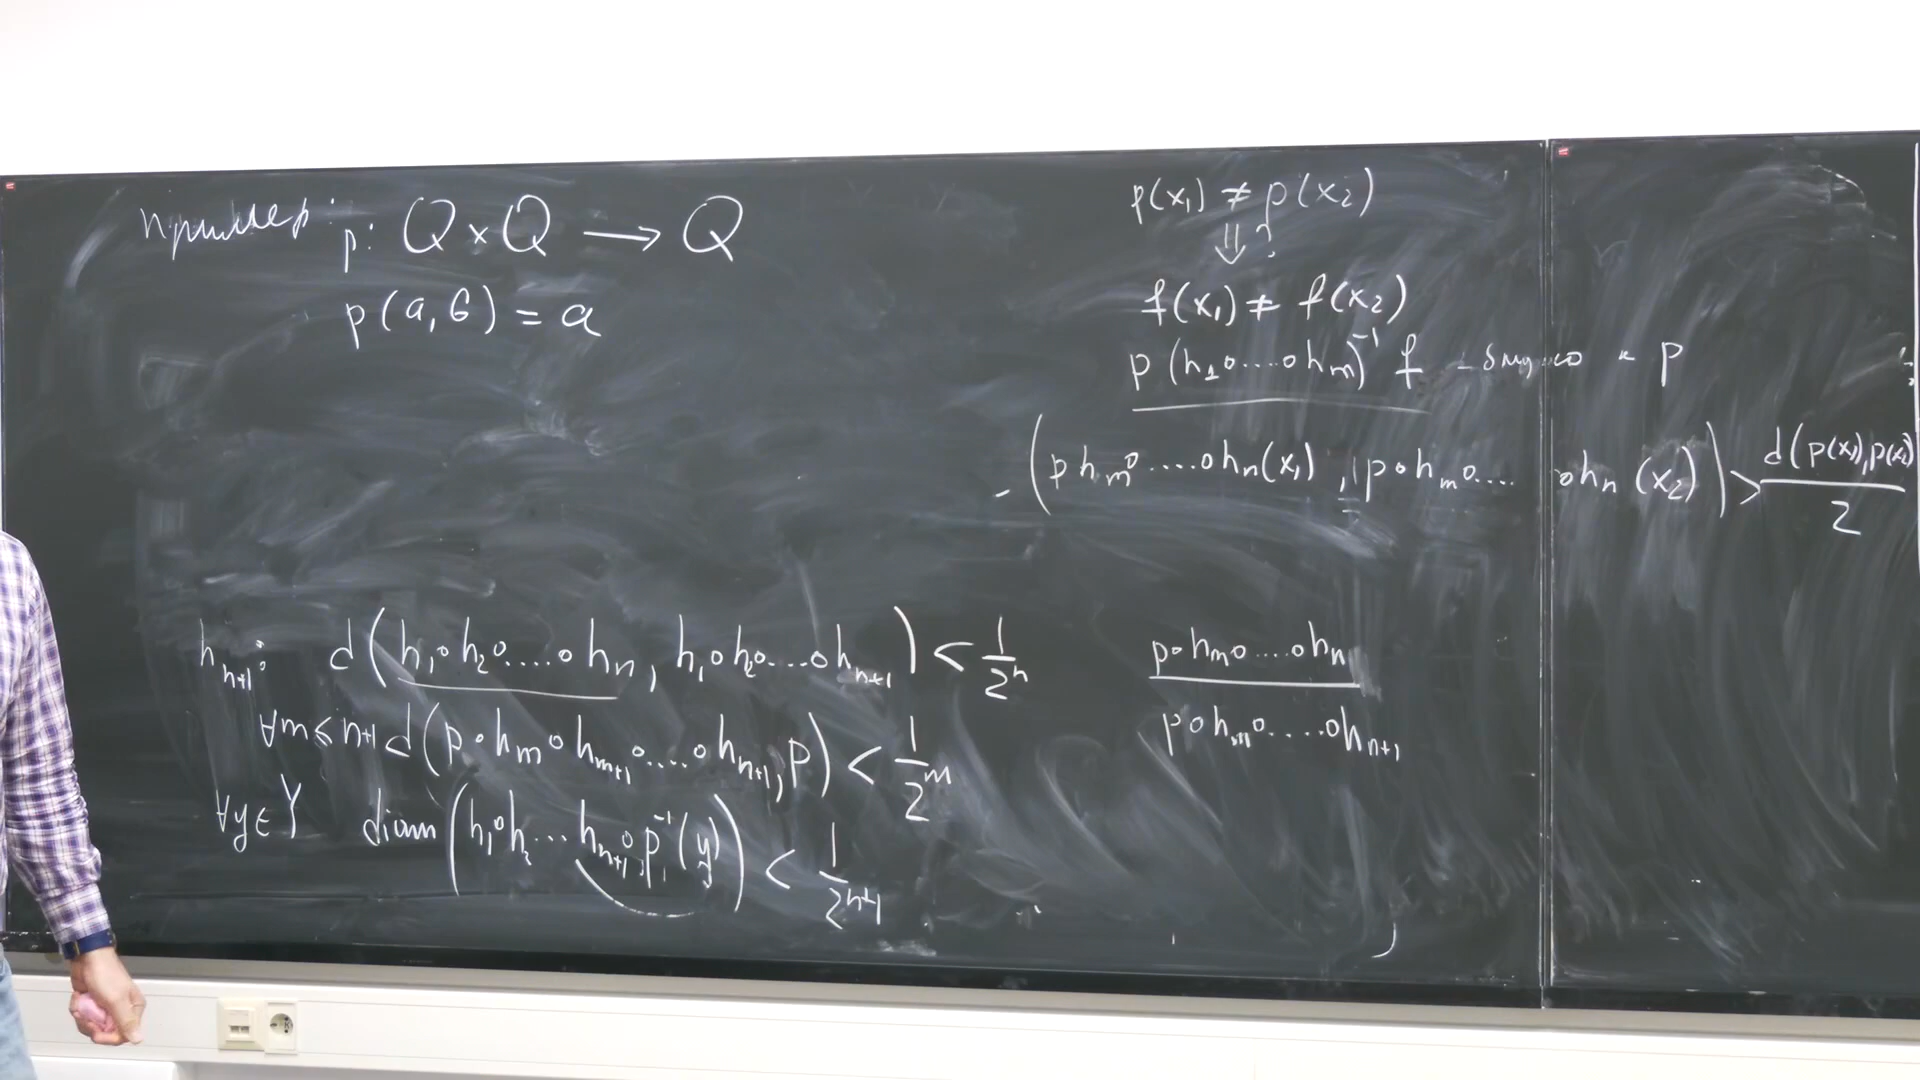 пример: p: Q × Q → Q
p(a, b) = a
p(x₁) ≠ p(x₂)
⇓ ?
f(x₁) ≠ f(x₂)
p (h₁∘....∘hₘ)⁻¹ f - близко к p
(p hₘ∘....∘hₙ(x₁), p∘hₘ∘....∘hₙ (x₂)) > d(p(x₁),p(x₂))/2
hₙ₊₁: d(h₁∘h₂∘....∘hₙ, h₁∘h₂∘...∘hₙ₊₁) < 1/2ⁿ
∀m ≤ n+1 d(p∘hₘ∘hₘ₊₁∘....∘hₙ₊₁, p) < 1/2ᵐ
∀y ∈ Y diam (h₁∘h₂...hₙ₊₁∘p⁻¹(y)) < 1/2ⁿ⁺¹
p∘hₘ∘....∘hₙ
p∘hₘ∘....∘hₙ₊₁